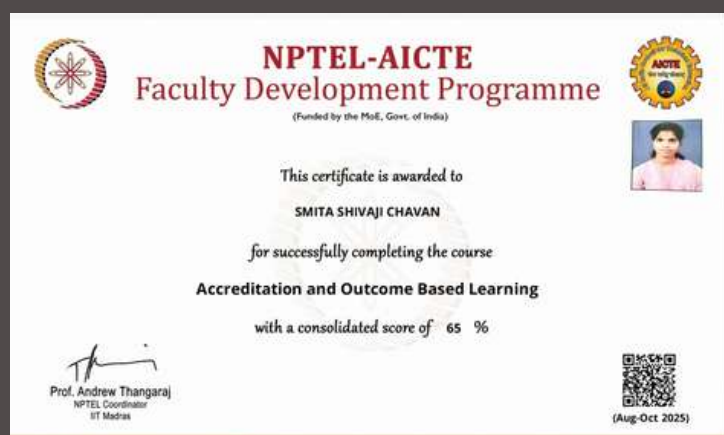 NPTEL-AICTE
Faculty Development Programme
(Funded by the MoE, Govt. of India)
AICTE
This certificate is awarded to
SMITA SHIVAJI CHAVAN
for successfully completing the course
Accreditation and Outcome Based Learning
with a consolidated score of 65 %
Prof. Andrew Thangaraj
NPTEL Coordinator
IIT Madras
(Aug-Oct 2025)